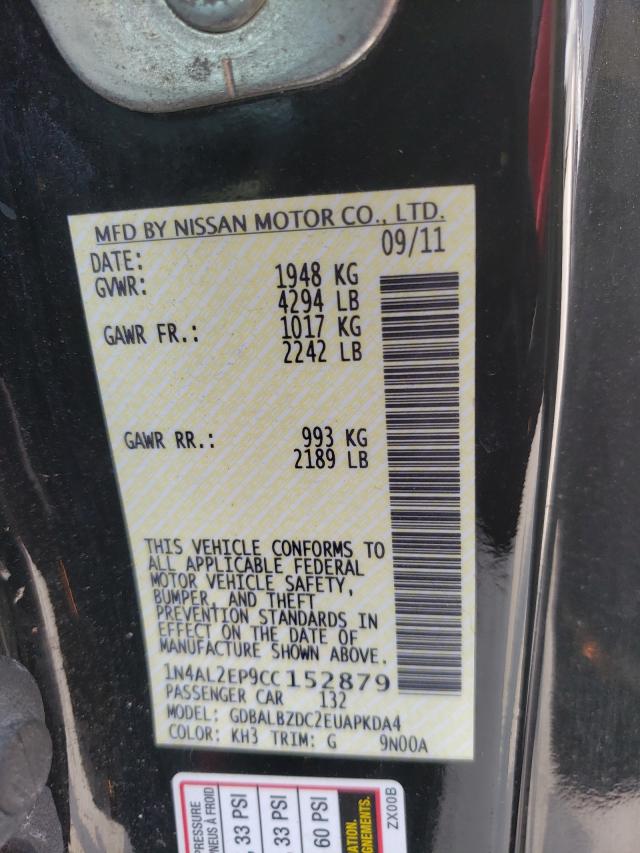 MFD BY NISSAN MOTOR CO., LTD.
DATE: 09/11
GVWR: 1948 KG
4294 LB
GAWR FR.: 1017 KG
2242 LB
GAWR RR.: 993 KG
2189 LB
THIS VEHICLE CONFORMS TO
ALL APPLICABLE FEDERAL
MOTOR VEHICLE SAFETY,
BUMPER, AND THEFT
PREVENTION STANDARDS IN
EFFECT ON THE DATE OF
MANUFACTURE SHOWN ABOVE.
1N4AL2EP9CC152879
PASSENGER CAR 132
MODEL: GDBALBZDC2EUAPKDA4
COLOR: KH3 TRIM: G 9N00A
PRESSURE
PNEUS À FROID
33 PSI
33 PSI
60 PSI
ZX00B